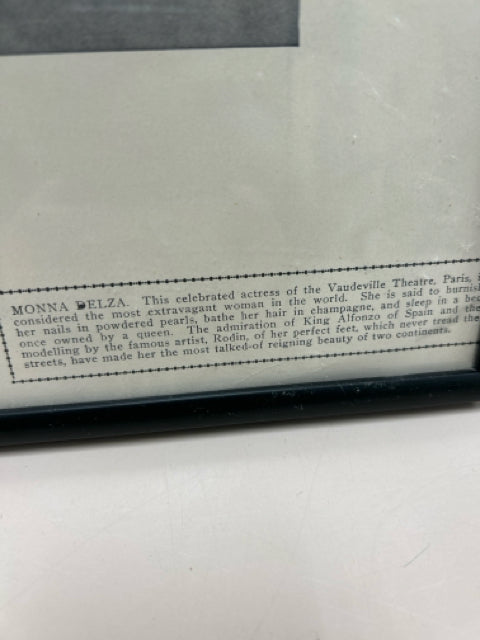 MONNA DELZA. This celebrated actress of the Vaudeville Theatre, Paris, i
considered the most extravagant woman in the world. She is said to burnish
her nails in powdered pearls, bathe her hair in champagne, and sleep in a bed
once owned by a queen. The admiration of King Alfonzo of Spain and the
modelling by the famous artist, Rodin, of her perfect feet, which never tread the
streets, have made her the most talked-of reigning beauty of two continents.